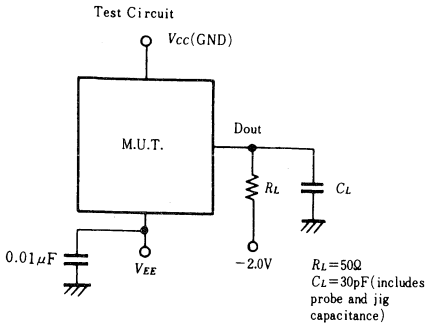 Test Circuit
Vcc(GND)
Dout
M.U.T.
RL
CL
0.01μF
VEE
−2.0V
RL=50Ω
CL=30pF(includes
probe and jig
capacitance)